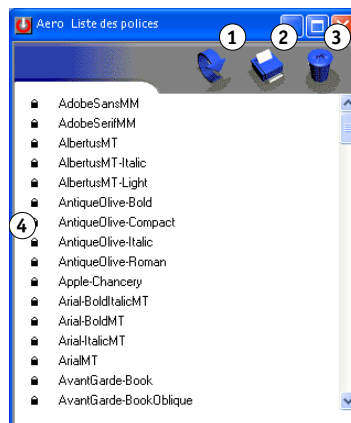 Aero Liste des polices
1
2
3
AdobeSansMM
AdobeSerifMM
AlbertusMT
AlbertusMT-Italic
AlbertusMT-Light
AntiqueOlive-Bold
4
AntiqueOlive-Compact
AntiqueOlive-Italic
AntiqueOlive-Roman
Apple-Chancery
Arial-BoldItalicMT
Arial-BoldMT
Arial-ItalicMT
ArialMT
AvantGarde-Book
AvantGarde-BookOblique